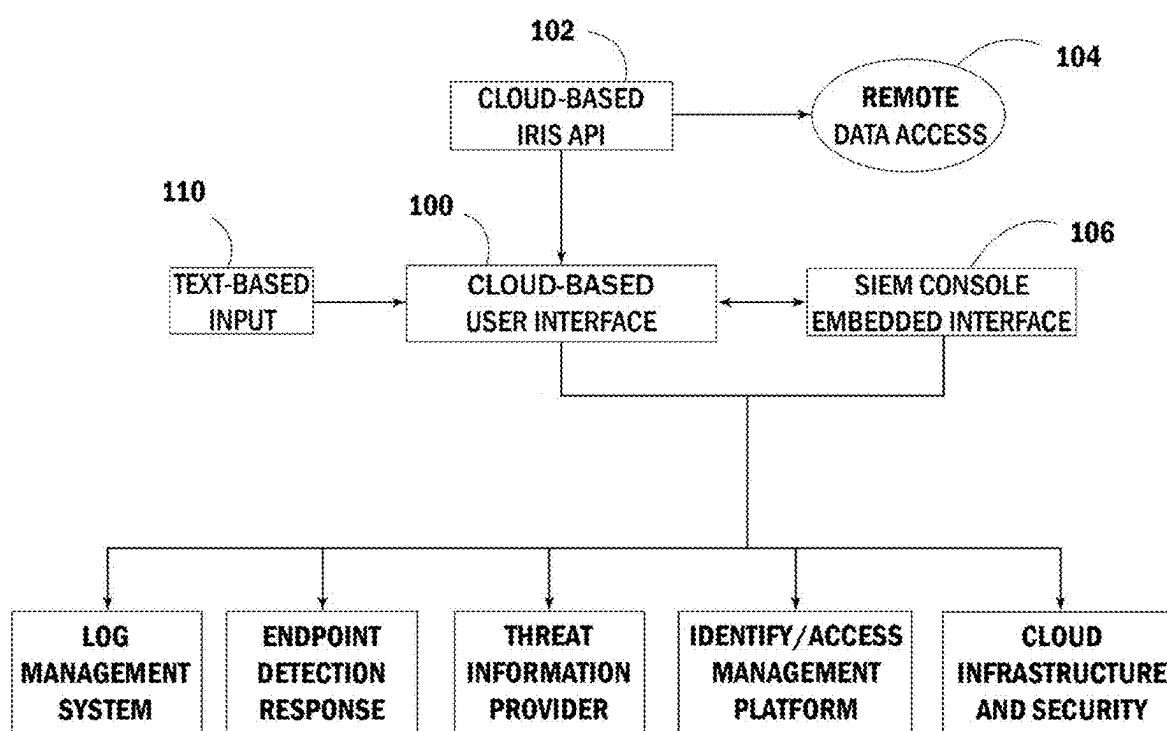 102
104
CLOUD-BASED
IRIS API
REMOTE
DATA ACCESS
110
100
106
TEXT-BASED
INPUT
CLOUD-BASED
USER INTERFACE
SIEM CONSOLE
EMBEDDED INTERFACE
LOG
MANAGEMENT
SYSTEM
ENDPOINT
DETECTION
RESPONSE
THREAT
INFORMATION
PROVIDER
IDENTIFY/ACCESS
MANAGEMENT
PLATFORM
CLOUD
INFRASTRUCTURE
AND SECURITY